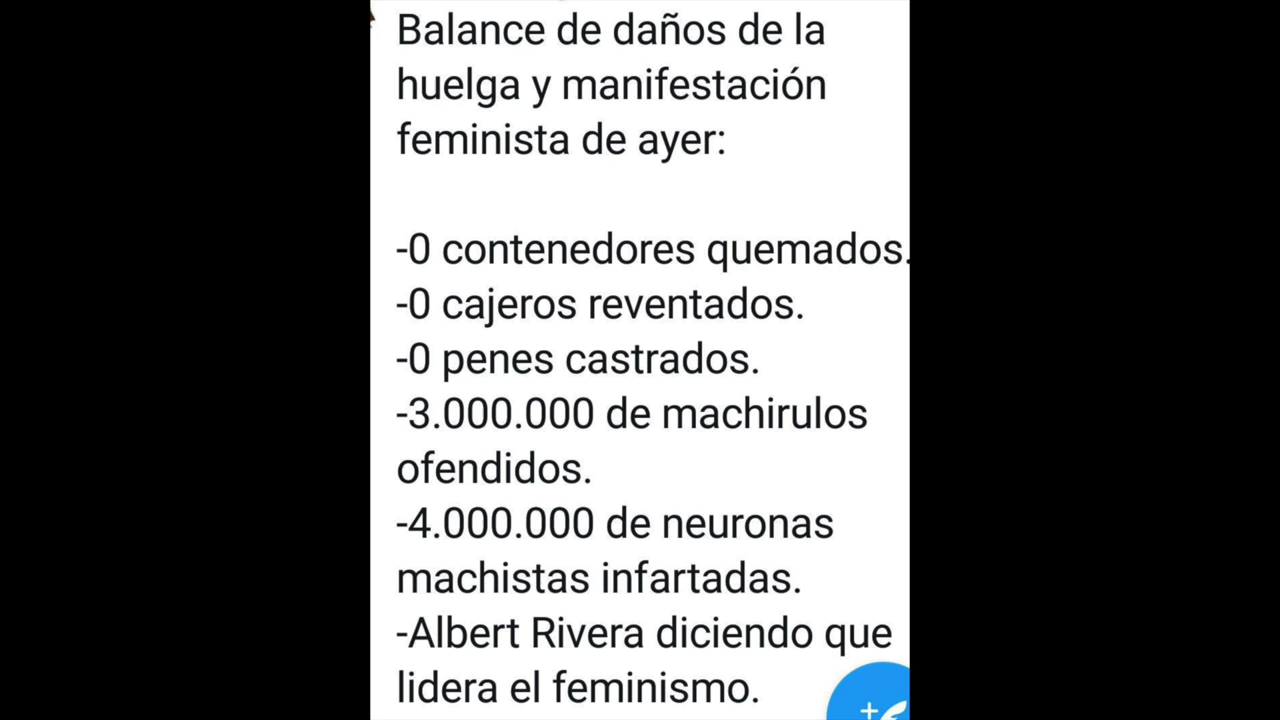 Balance de daños de la
huelga y manifestación
feminista de ayer:
-0 contenedores quemados.
-0 cajeros reventados.
-0 penes castrados.
-3.000.000 de machirulos
ofendidos.
-4.000.000 de neuronas
machistas infartadas.
-Albert Rivera diciendo que
lidera el feminismo.